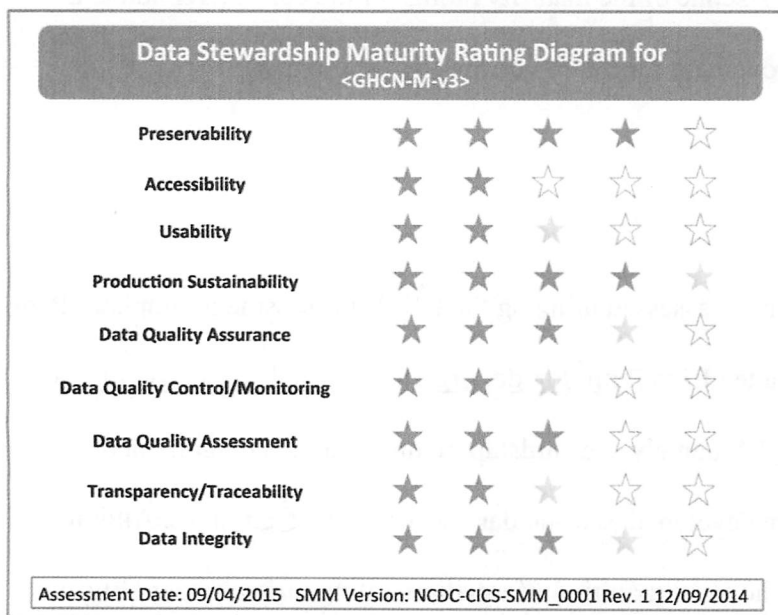 Data Stewardship Maturity Rating Diagram for
<GHCN-M-v3>
Preservability
Accessibility
Usability
Production Sustainability
Data Quality Assurance
Data Quality Control/Monitoring
Data Quality Assessment
Transparency/Traceability
Data Integrity
Assessment Date: 09/04/2015 SMM Version: NCDC-CICS-SMM_0001 Rev. 1 12/09/2014